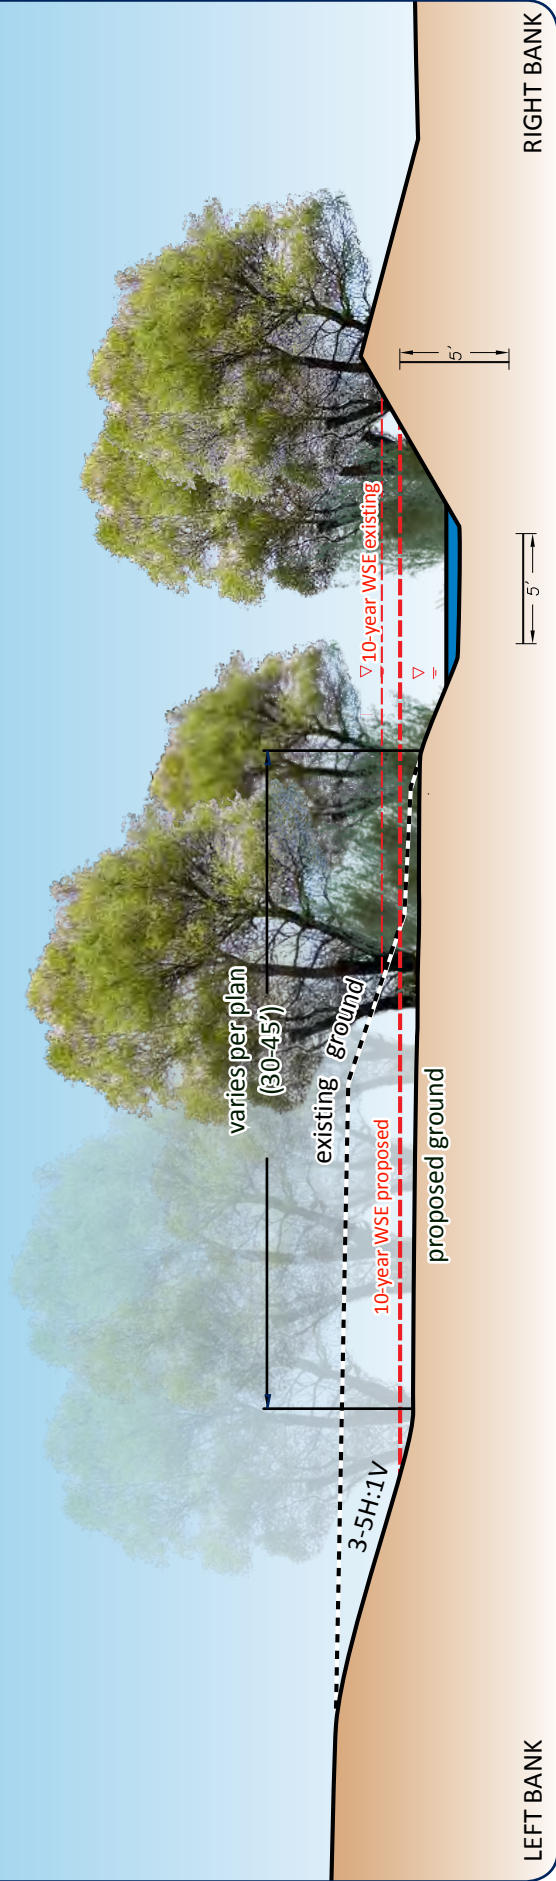 varies per plan
(30-45')
existing ground
10-year WSE existing
10-year WSE proposed
3-5H:1V
proposed ground
5'
5'
LEFT BANK
RIGHT BANK